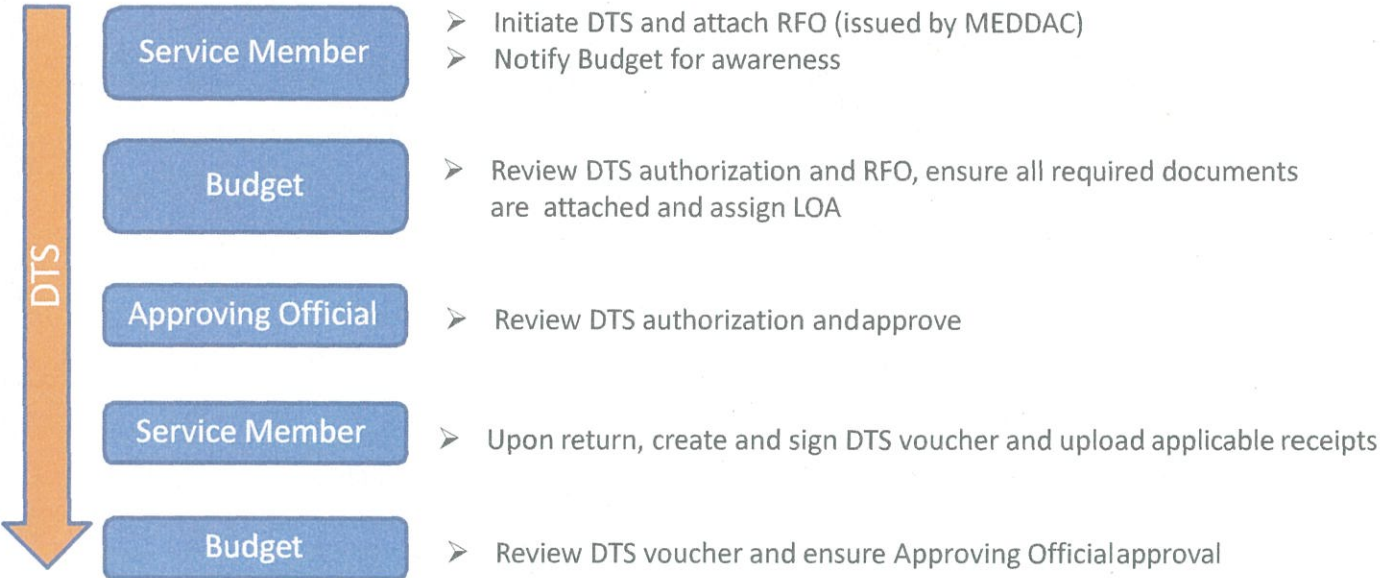 DTS
Service Member
➢ Initiate DTS and attach RFO (issued by MEDDAC)
➢ Notify Budget for awareness
Budget
➢ Review DTS authorization and RFO, ensure all required documents
are attached and assign LOA
Approving Official
➢ Review DTS authorization andapprove
Service Member
➢ Upon return, create and sign DTS voucher and upload applicable receipts
Budget
➢ Review DTS voucher and ensure Approving Officialapproval